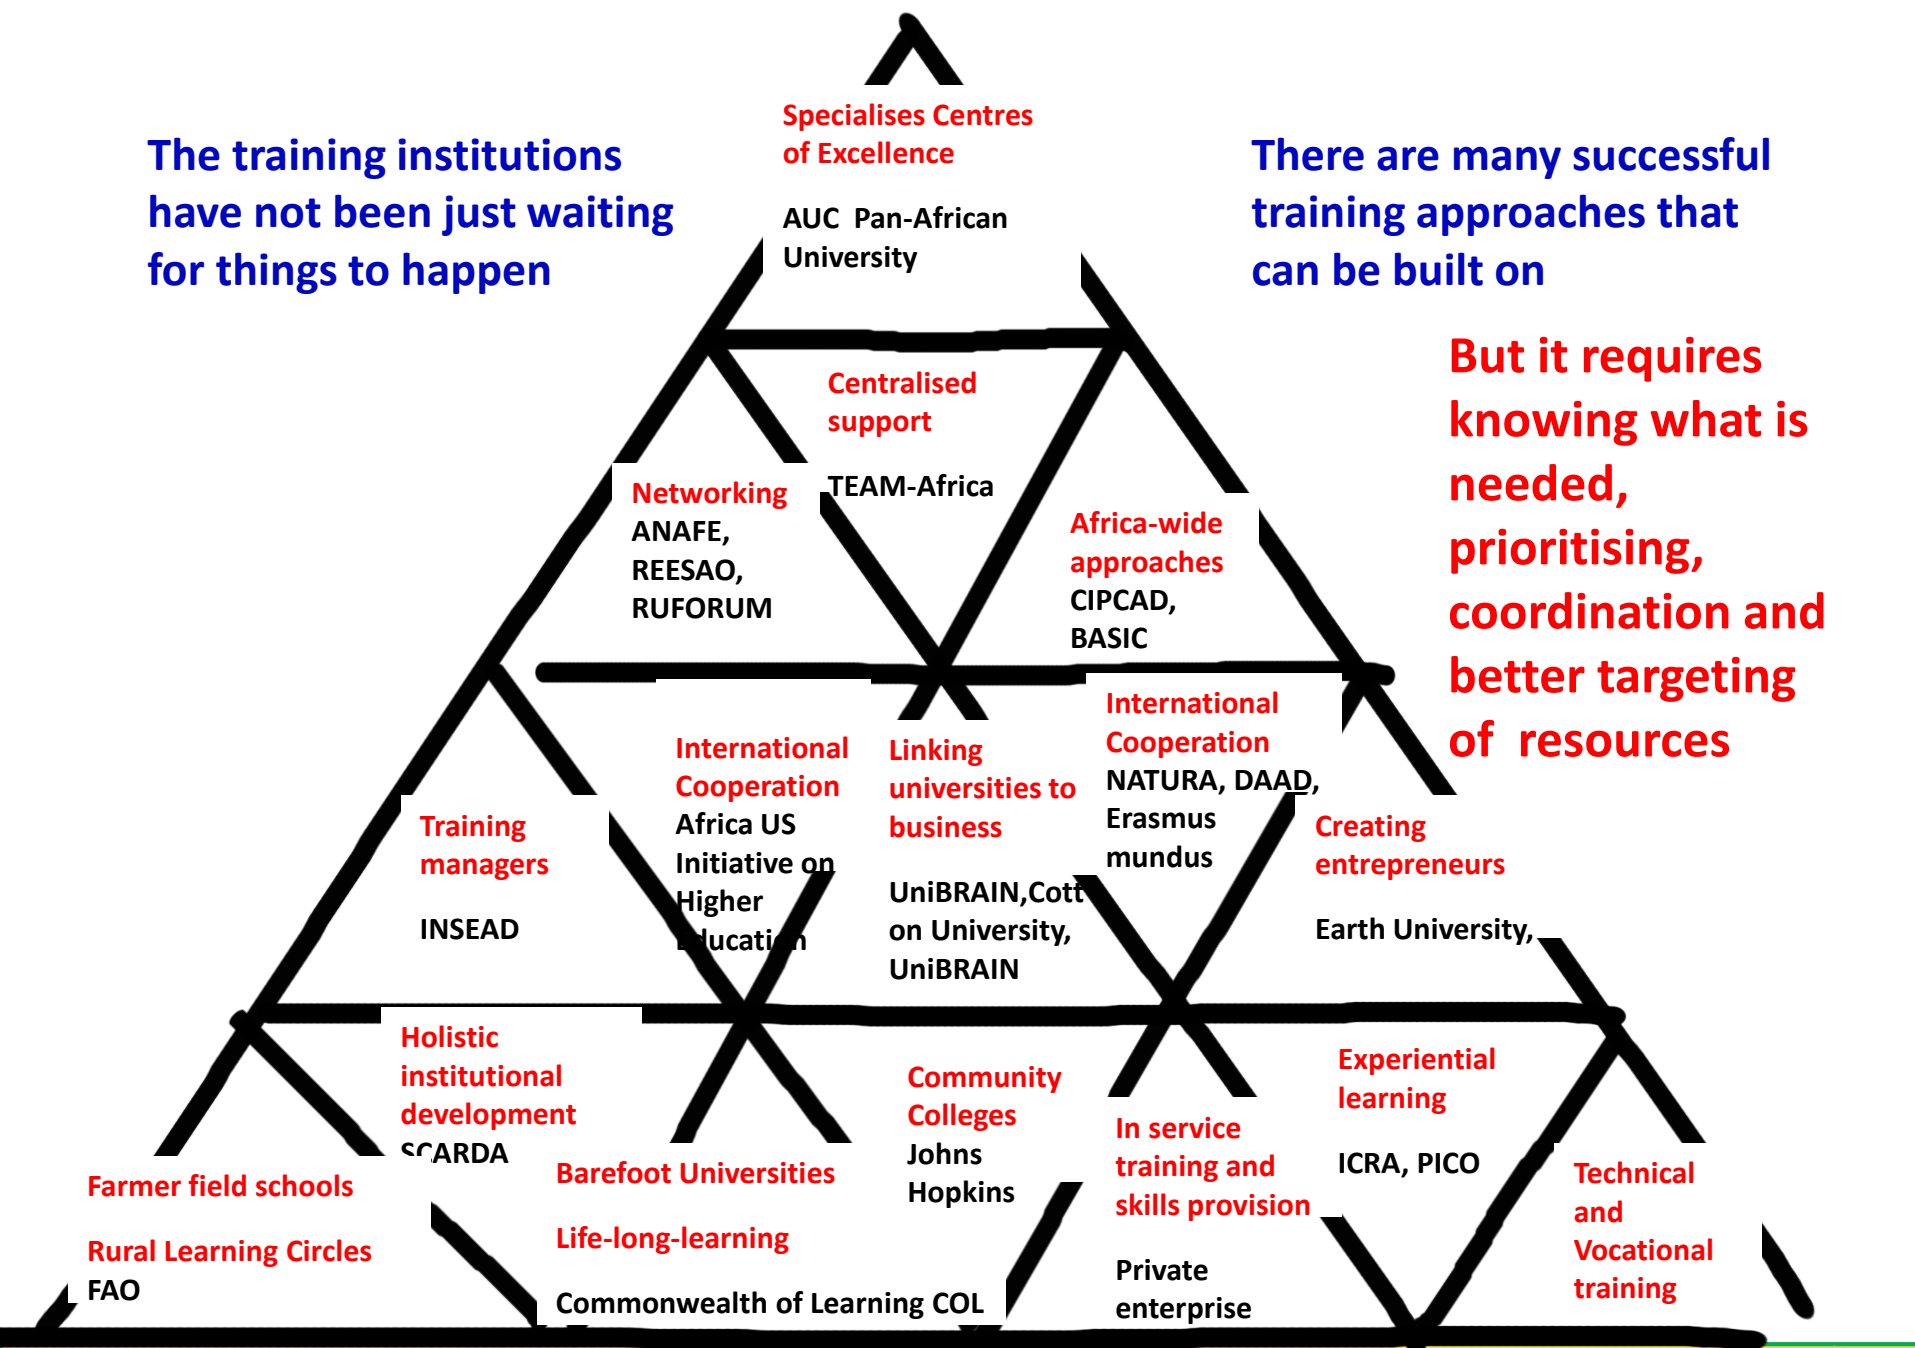 The training institutions
have not been just waiting
for things to happen
Specialises Centres
of Excellence
AUC  Pan-African
University
There are many successful
training approaches that
can be built on
But it requires
knowing what is
needed,
prioritising,
coordination and
better targeting
of  resources
Centralised
support
TEAM-Africa
Networking
ANAFE,
REESAO,
RUFORUM
Africa-wide
approaches
CIPCAD,
BASIC
Training
managers
INSEAD
International
Cooperation
Africa US
Initiative on
Higher
Education
Linking
universities to
business
UniBRAIN,Cott
on University,
UniBRAIN
International
Cooperation
NATURA, DAAD,
Erasmus
mundus
Creating
entrepreneurs
Earth University,
Farmer field schools
Rural Learning Circles
FAO
Holistic
institutional
development
SCARDA
Barefoot Universities
Life-long-learning
Commonwealth of Learning COL
Community
Colleges
Johns
Hopkins
In service
training and
skills provision
Private
enterprise
Experiential
learning
ICRA, PICO
Technical
and
Vocational
training